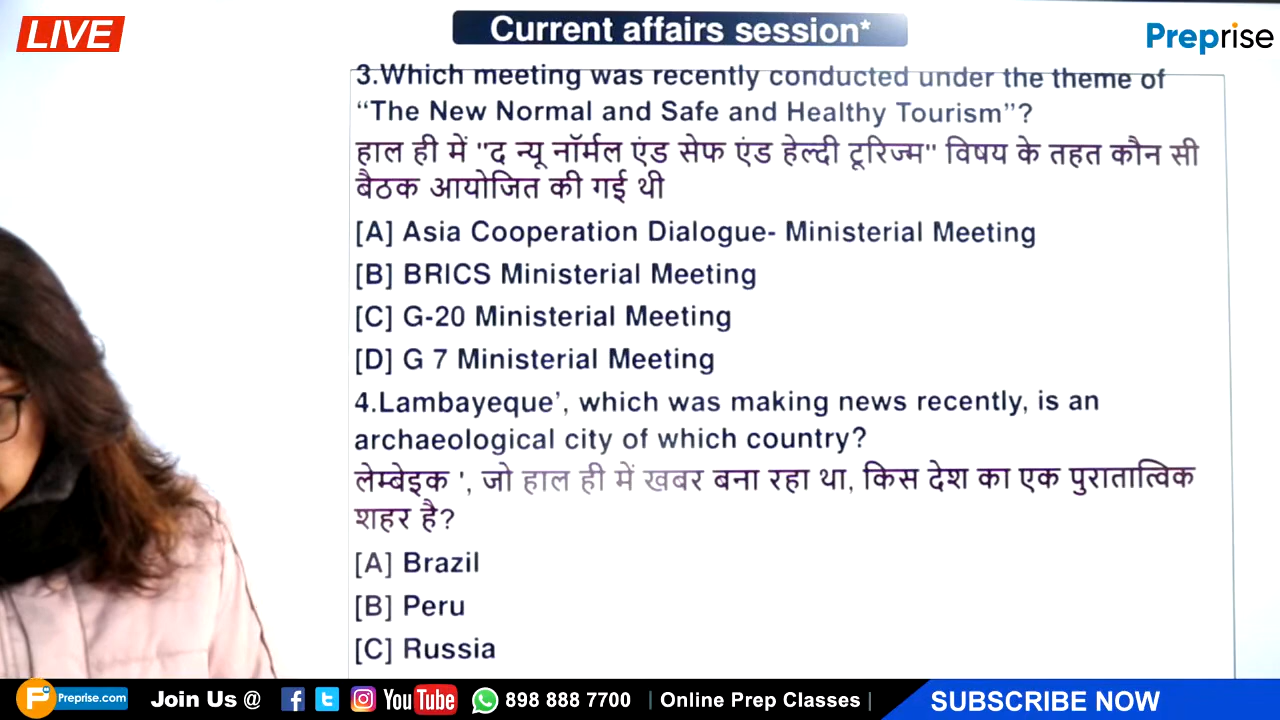 LIVE
Current affairs session*
Preprise
3.Which meeting was recently conducted under the theme of
“The New Normal and Safe and Healthy Tourism”?
हाल ही में "द न्यू नॉर्मल एंड सेफ एंड हेल्दी टूरिज्म" विषय के तहत कौन सी
बैठक आयोजित की गई थी
[A] Asia Cooperation Dialogue- Ministerial Meeting
[B] BRICS Ministerial Meeting
[C] G-20 Ministerial Meeting
[D] G 7 Ministerial Meeting
4.Lambayeque’, which was making news recently, is an
archaeological city of which country?
लेम्बेइक ', जो हाल ही में खबर बना रहा था, किस देश का एक पुरातात्विक
शहर है?
[A] Brazil
[B] Peru
[C] Russia
P Preprise.com Join Us @ YouTube 898 888 7700 | Online Prep Classes | SUBSCRIBE NOW